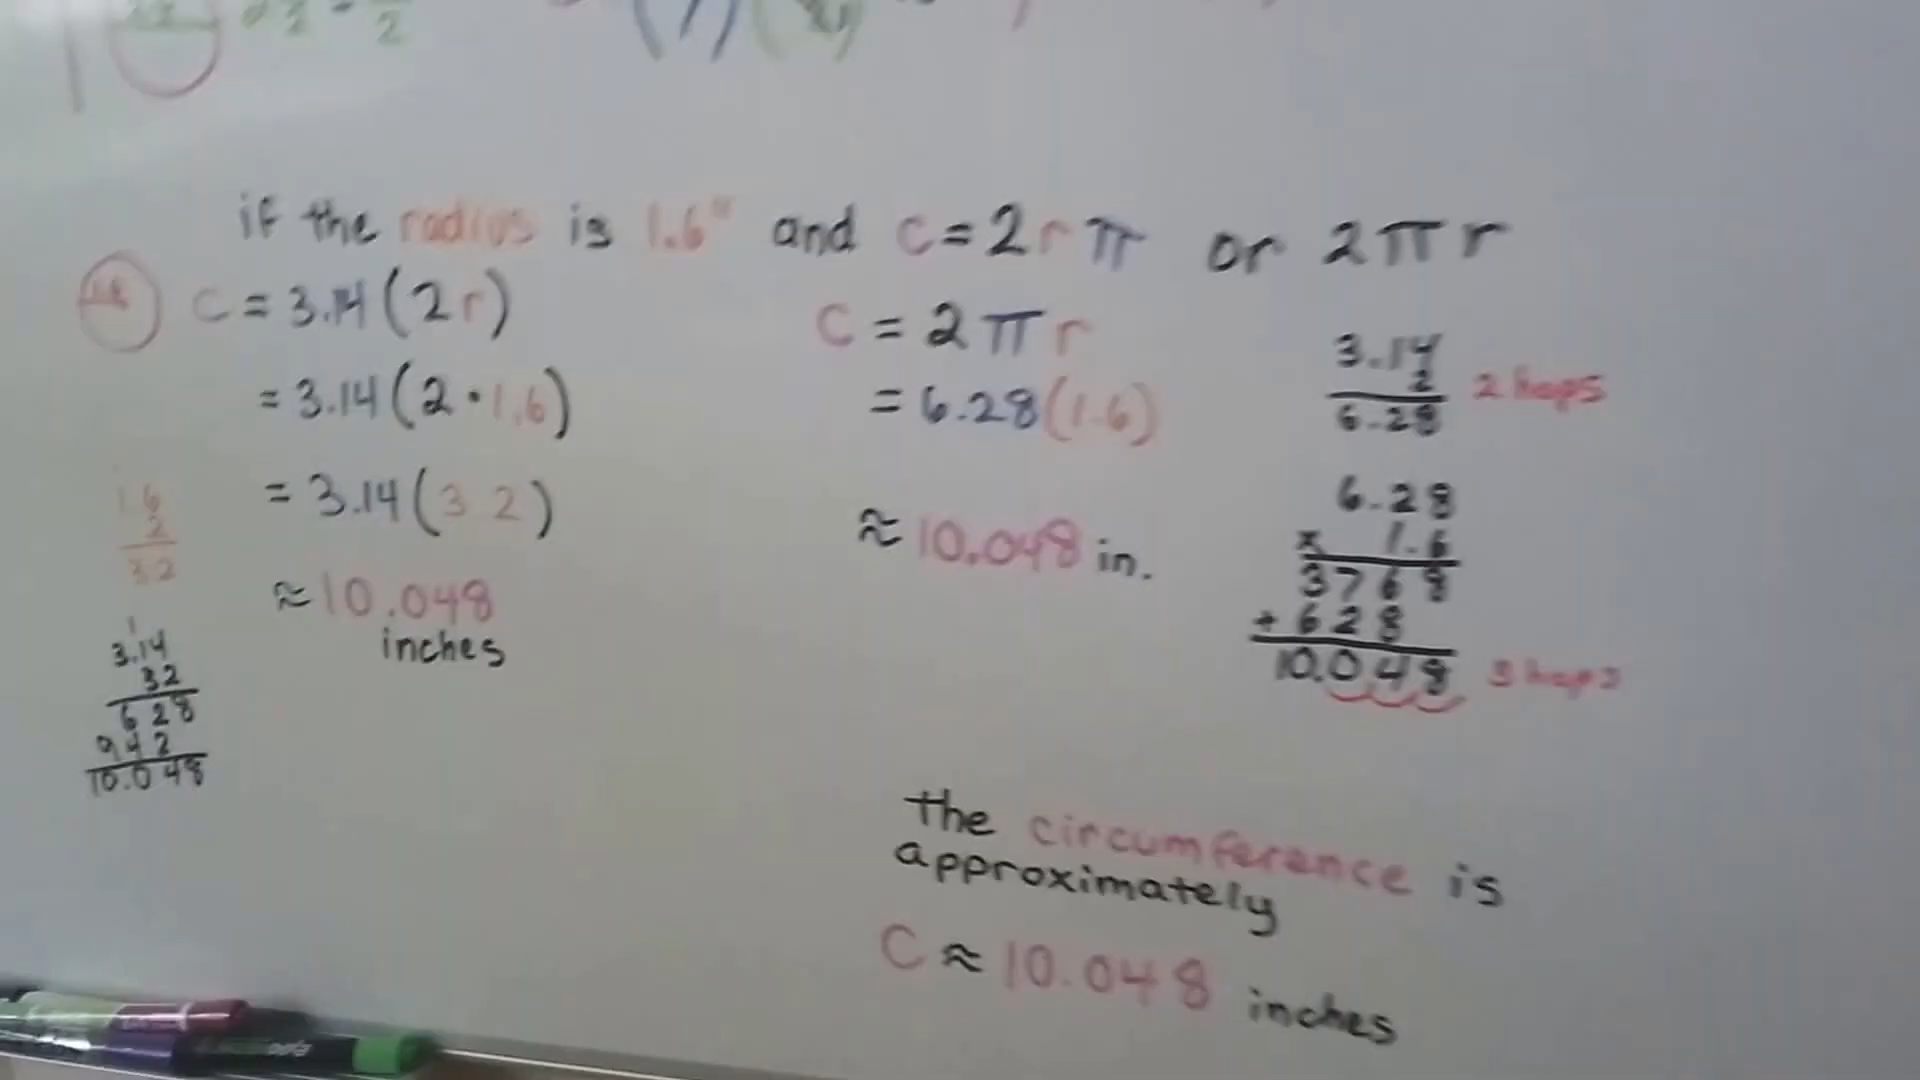 if the radius is 1.6" and C = 2rπ or 2πr
1.6
C = 3.14(2r)
= 3.14(2 · 1.6)
= 3.14(3.2)
≈ 10.048
inches
1.6
2
3.2
1
3.14
32
628
942
10.048
C = 2πr
= 6.28(1.6)
≈ 10.048 in.
3.14
2
6.28
2 hops
6.28
x 1.6
3768
+ 628
10.048
3 hops
the circumference is
approximately
C ≈ 10.048 inches